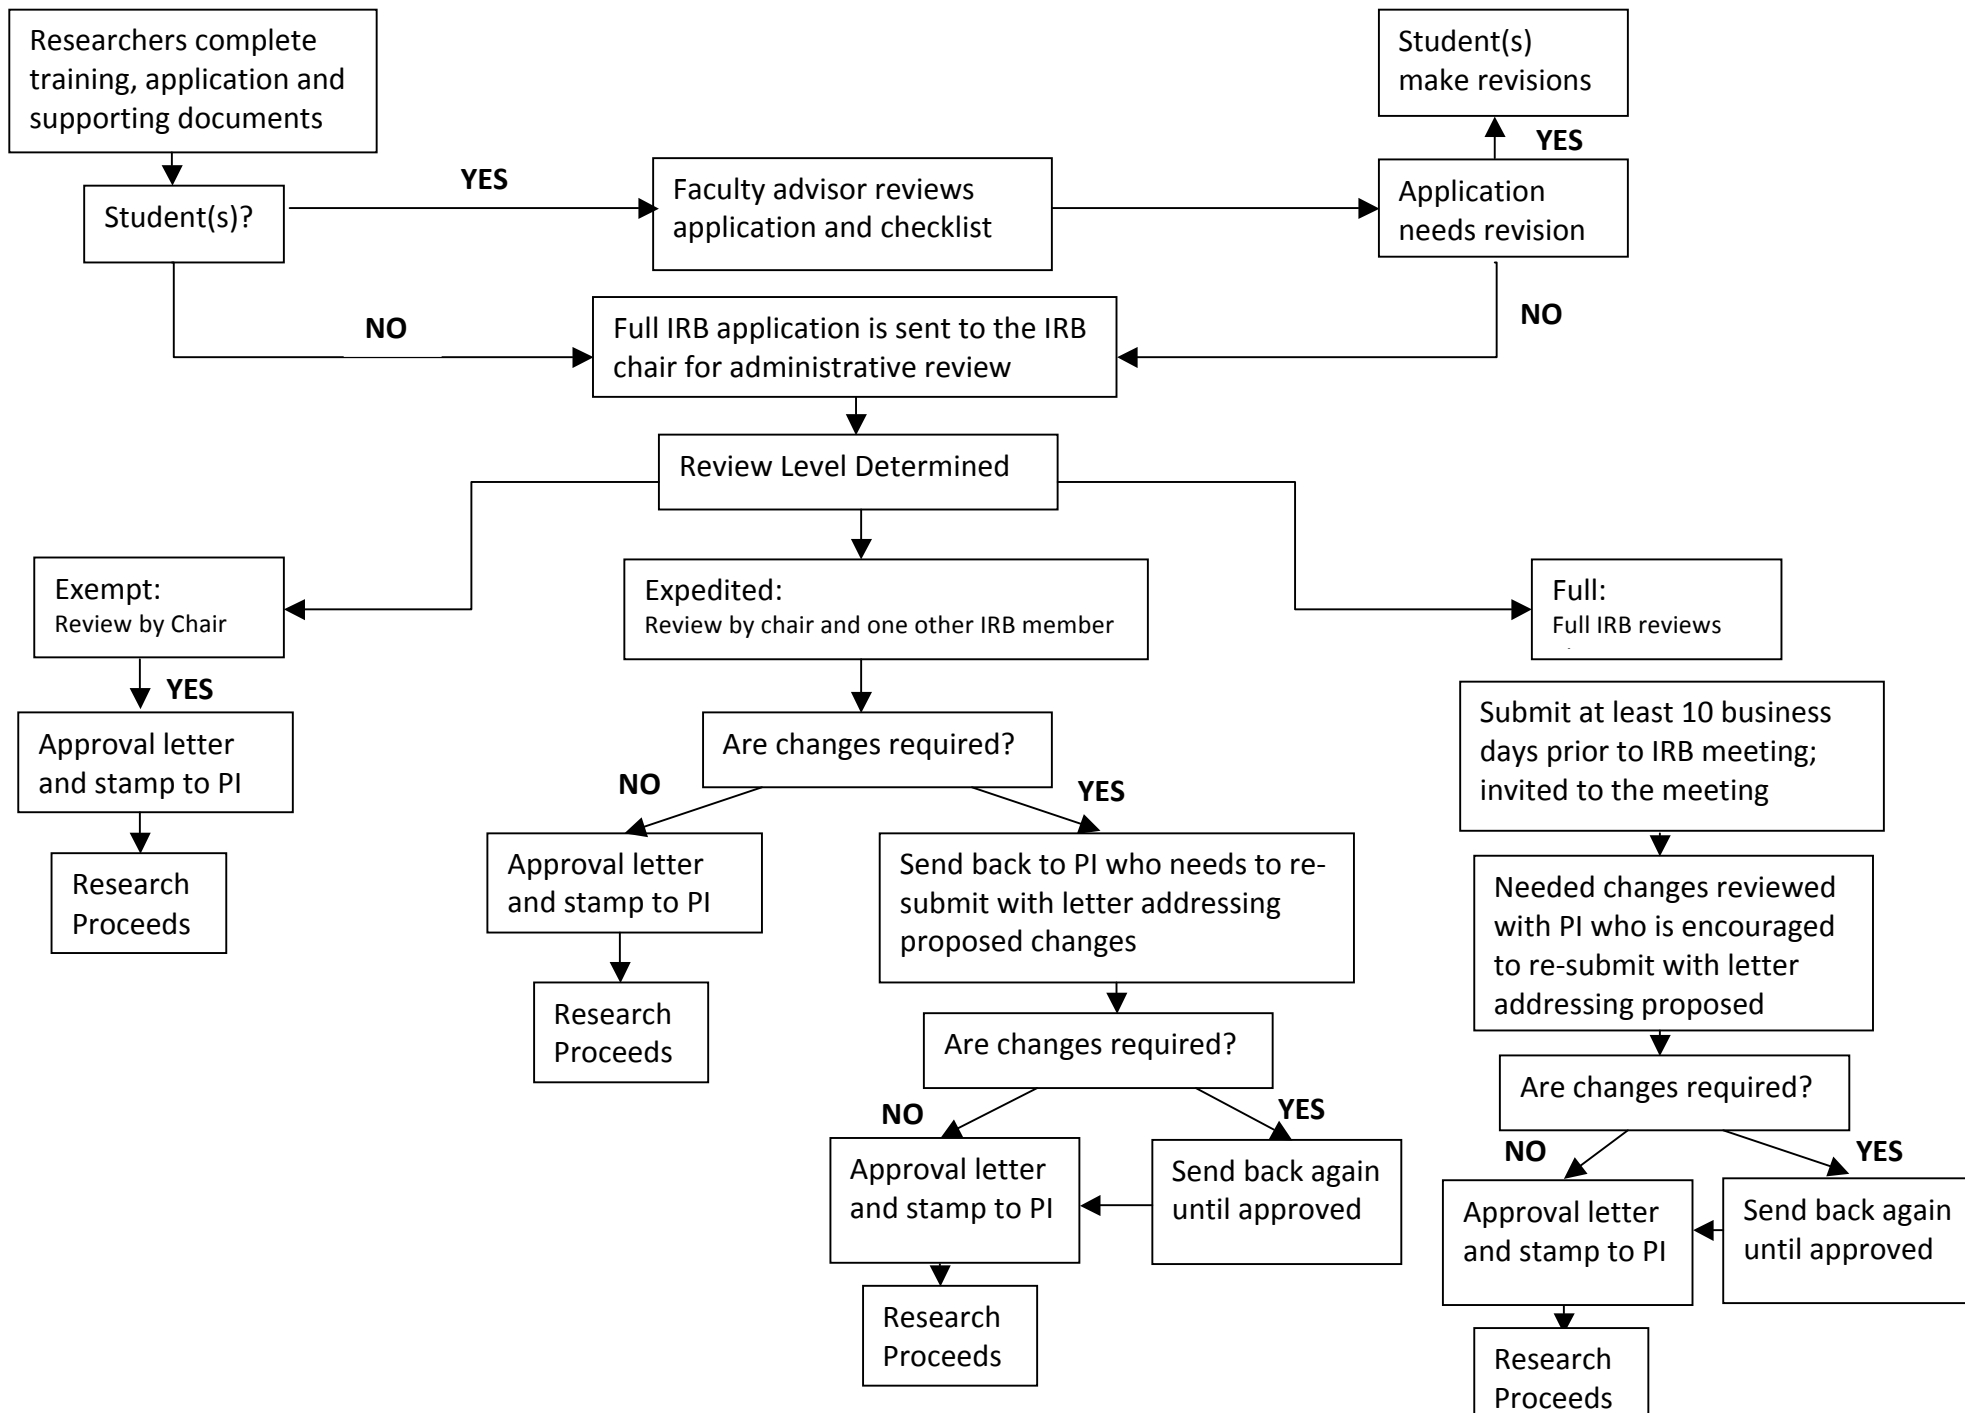 Researchers complete
training, application and
supporting documents
Student(s)
make revisions
YES
Student(s)?
YES
Faculty advisor reviews
application and checklist
Application
needs revision
NO
Full IRB application is sent to the IRB
chair for administrative review
NO
Review Level Determined
Exempt:
Review by Chair
Expedited:
Review by chair and one other IRB member
Full:
Full IRB reviews
YES
Approval letter
and stamp to PI
Research
Proceeds
Are changes required?
NO
YES
Approval letter
and stamp to PI
Research
Proceeds
Send back to PI who needs to re-
submit with letter addressing
proposed changes
Are changes required?
NO
YES
Approval letter
and stamp to PI
Send back again
until approved
Research
Proceeds
Submit at least 10 business
days prior to IRB meeting;
invited to the meeting
Needed changes reviewed
with PI who is encouraged
to re-submit with letter
addressing proposed
Are changes required?
NO
YES
Approval letter
and stamp to PI
Send back again
until approved
Research
Proceeds